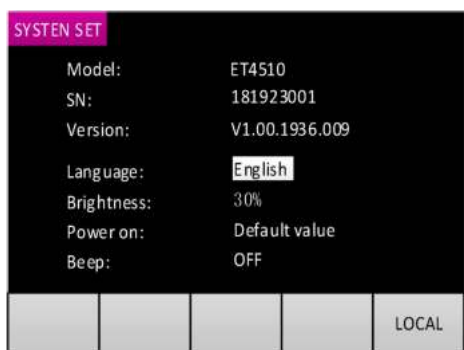 SYSTEN SET
Model: ET4510
SN: 181923001
Version: V1.00.1936.009
Language: English
Brightness: 30%
Power on: Default value
Beep: OFF
LOCAL